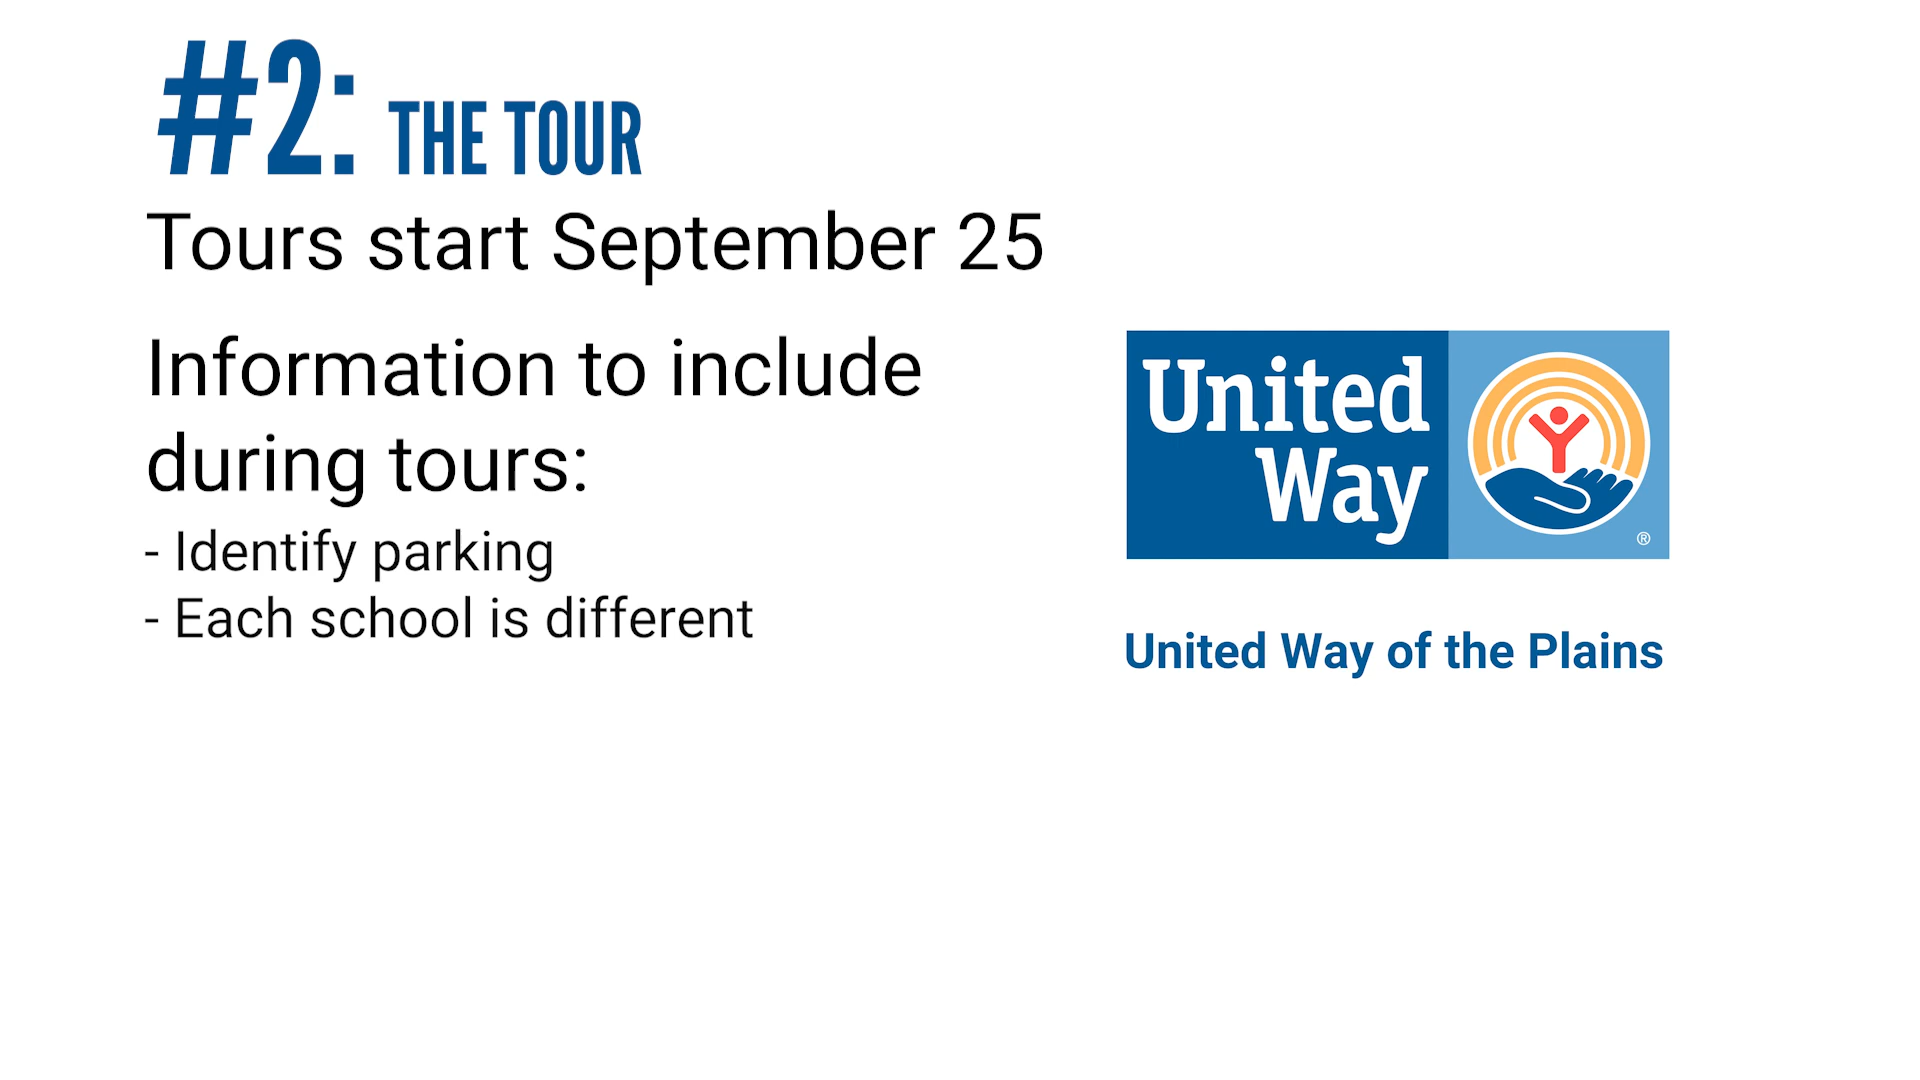 #2: THE TOUR
Tours start September 25
Information to include
during tours:
- Identify parking
- Each school is different
United
Way
®
United Way of the Plains